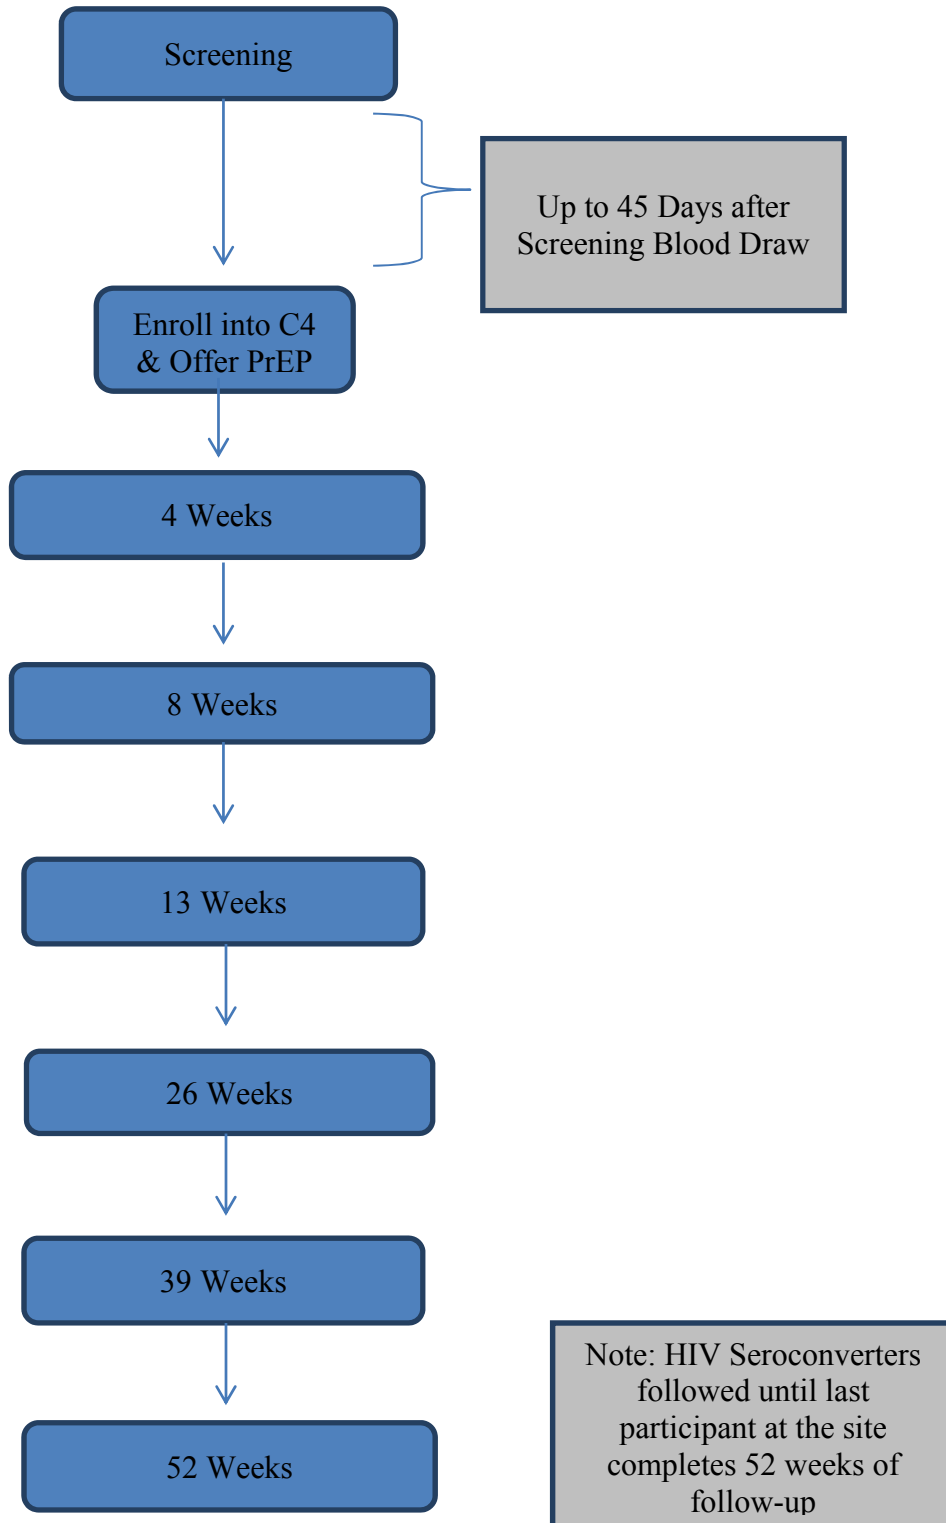 Screening
Up to 45 Days after
Screening Blood Draw
Enroll into C4
& Offer PrEP
4 Weeks
8 Weeks
13 Weeks
26 Weeks
39 Weeks
52 Weeks
Note: HIV Seroconverters
followed until last
participant at the site
completes 52 weeks of
follow-up